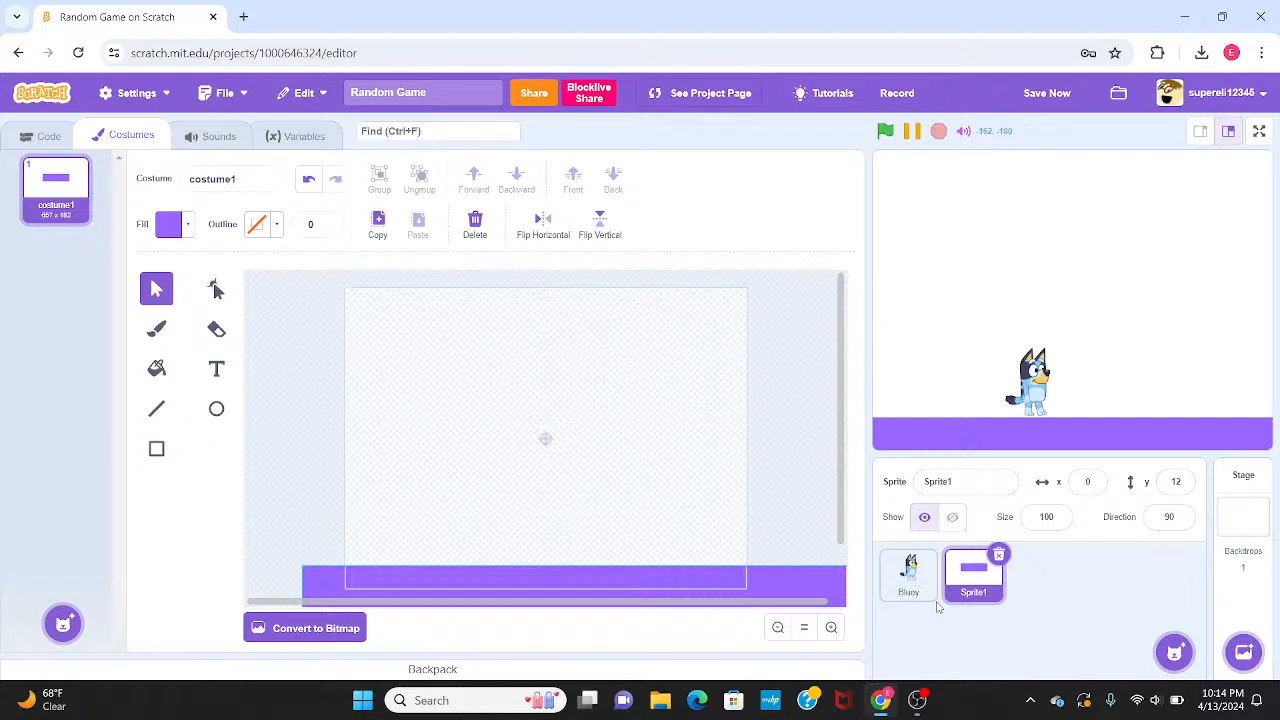 Random Game on Scratch
scratch.mit.edu/projects/1000646324/editor
E
SCRATCH
Settings
File
Edit
Random Game
Share
Blocklive
Share
See Project Page
Tutorials
Record
Save Now
supereli12345
Code
Costumes
Sounds
(x) Variables
Find (Ctrl+F)
-162, -180
1
costume1
557 x 182
Costume
costume1
Group
Ungroup
Forward
Backward
Front
Back
Fill
Outline
0
Copy
Paste
Delete
Flip Horizontal
Flip Vertical
T
Convert to Bitmap
Backpack
Sprite
Sprite1
x
0
y
12
Show
Size
100
Direction
90
Bluey
Sprite1
Stage
Backdrops
1
68°F
Clear
Search
mbp
10:14 PM
4/13/2024